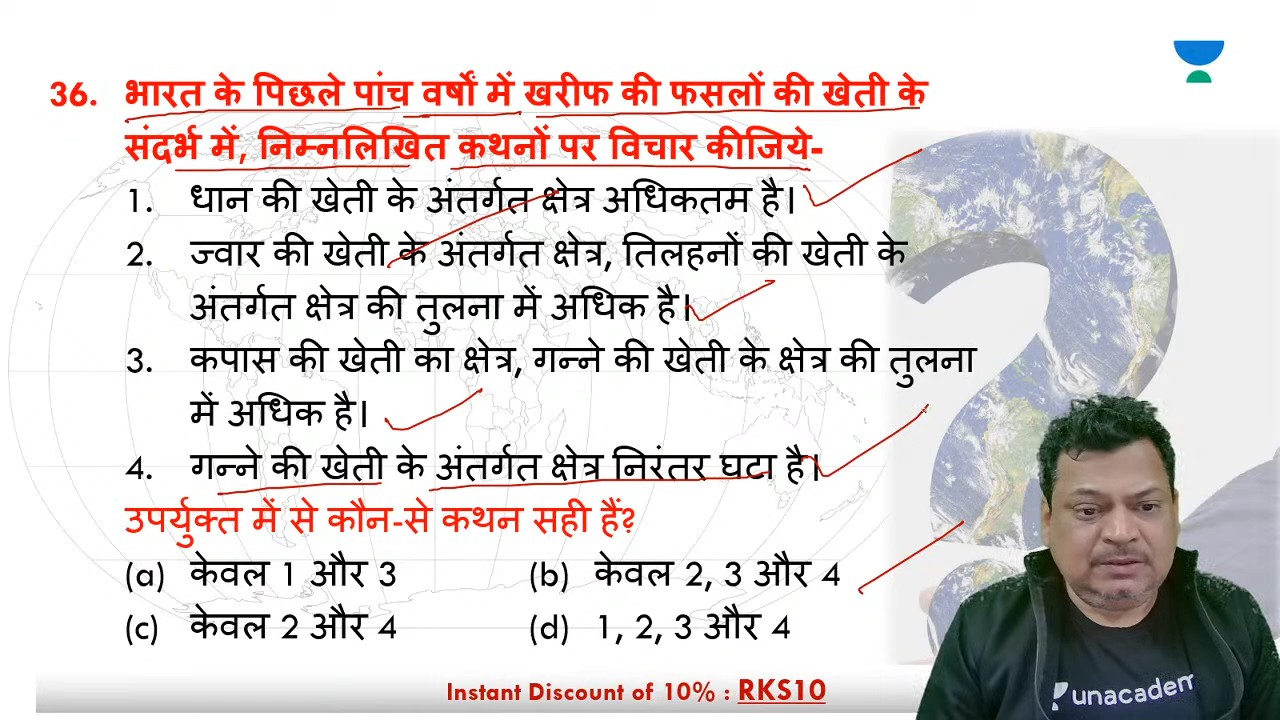 36. भारत के पिछले पांच वर्षों में खरीफ की फसलों की खेती के
संदर्भ में, निम्नलिखित कथनों पर विचार कीजिये-
1. धान की खेती के अंतर्गत क्षेत्र अधिकतम है।
2. ज्वार की खेती के अंतर्गत क्षेत्र, तिलहनों की खेती के
अंतर्गत क्षेत्र की तुलना में अधिक है।
3. कपास की खेती का क्षेत्र, गन्ने की खेती के क्षेत्र की तुलना
में अधिक है।
4. गन्ने की खेती के अंतर्गत क्षेत्र निरंतर घटा है।
उपर्युक्त में से कौन-से कथन सही हैं?
(a) केवल 1 और 3 (b) केवल 2, 3 और 4
(c) केवल 2 और 4 (d) 1, 2, 3 और 4
unacadem
Instant Discount of 10% : RKS10